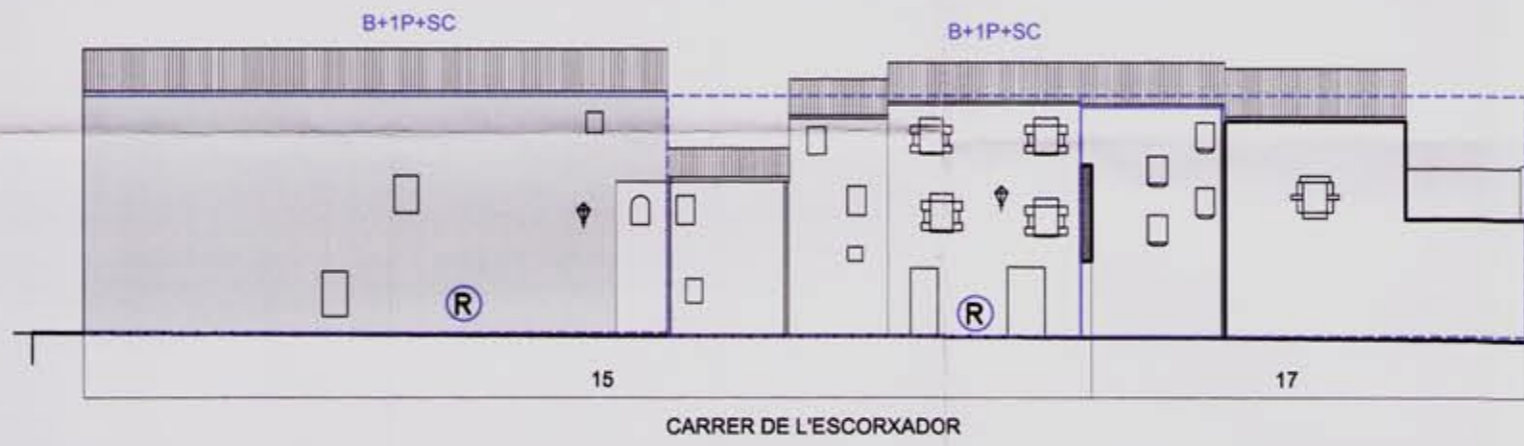 B+1P+SC
B+1P+SC
R
R
15
17
CARRER DE L'ESCORXADOR